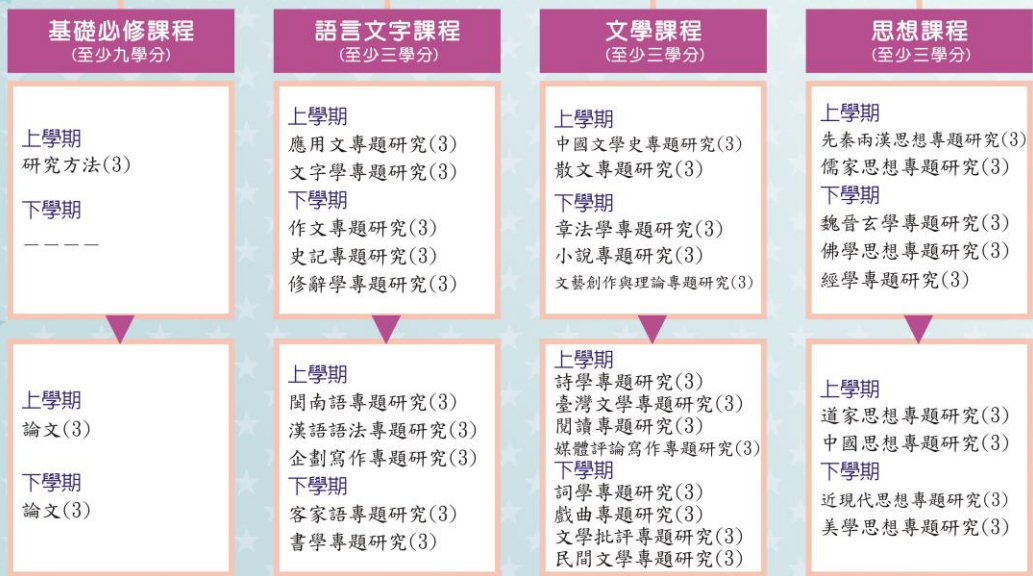 基礎必修課程
(至少九學分)
上學期
研究方法(3)
下學期
－－－－
上學期
論文(3)
下學期
論文(3)
語言文字課程
(至少三學分)
上學期
應用文專題研究(3)
文字學專題研究(3)
下學期
作文專題研究(3)
史記專題研究(3)
修辭學專題研究(3)
上學期
閩南語專題研究(3)
漢語語法專題研究(3)
企劃寫作專題研究(3)
下學期
客家語專題研究(3)
書學專題研究(3)
文學課程
(至少三學分)
上學期
中國文學史專題研究(3)
散文專題研究(3)
下學期
章法學專題研究(3)
小說專題研究(3)
文藝創作與理論專題研究(3)
上學期
詩學專題研究(3)
臺灣文學專題研究(3)
閱讀專題研究(3)
媒體評論寫作專題研究(3)
下學期
詞學專題研究(3)
戲曲專題研究(3)
文學批評專題研究(3)
民間文學專題研究(3)
思想課程
(至少三學分)
上學期
先秦兩漢思想專題研究(3)
儒家思想專題研究(3)
下學期
魏晉玄學專題研究(3)
佛學思想專題研究(3)
經學專題研究(3)
上學期
道家思想專題研究(3)
中國思想專題研究(3)
下學期
近現代思想專題研究(3)
美學思想專題研究(3)